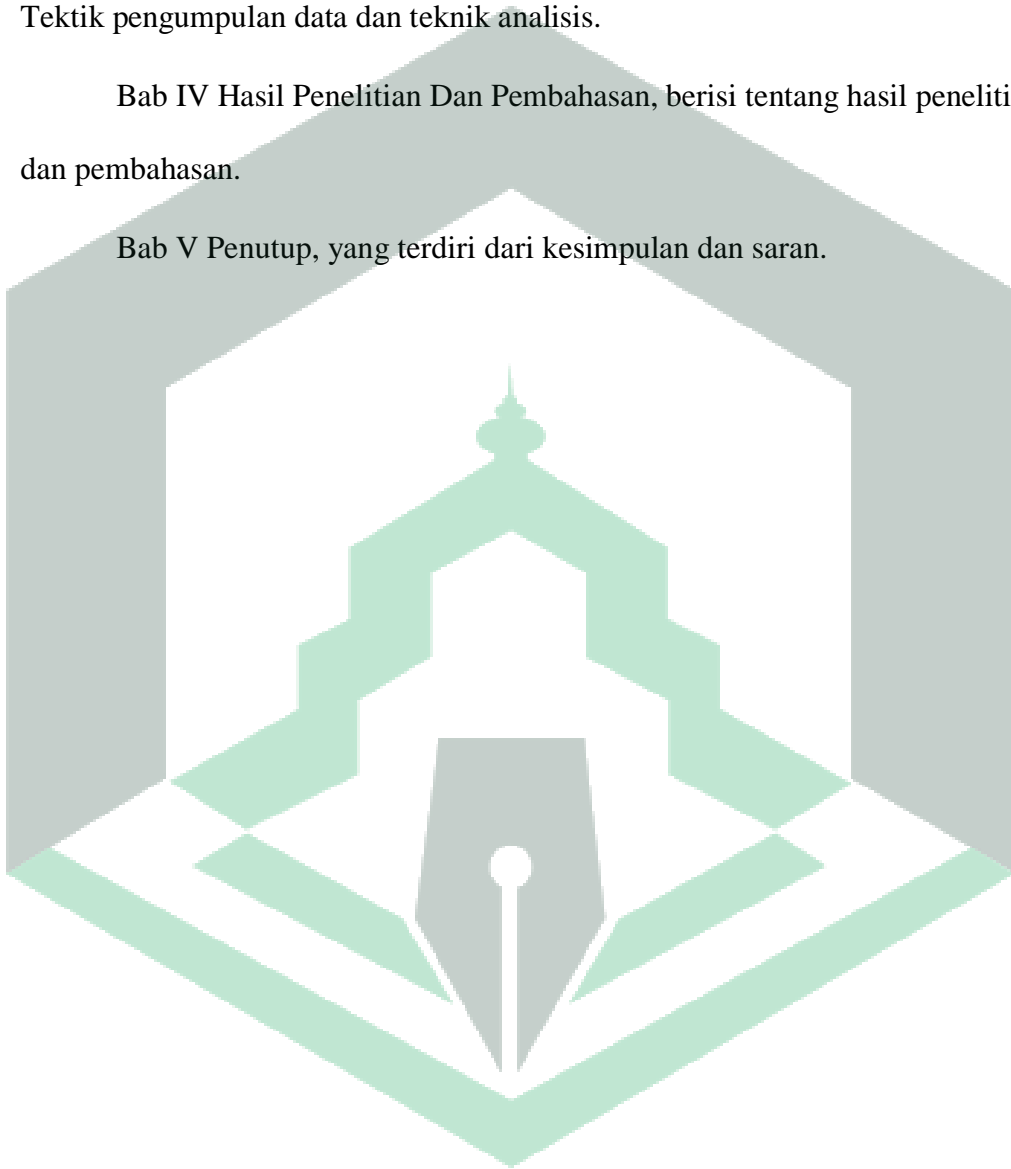 Tektik pengumpulan data dan teknik analisis.
Bab IV Hasil Penelitian Dan Pembahasan, berisi tentang hasil peneliti
dan pembahasan.
Bab V Penutup, yang terdiri dari kesimpulan dan saran.